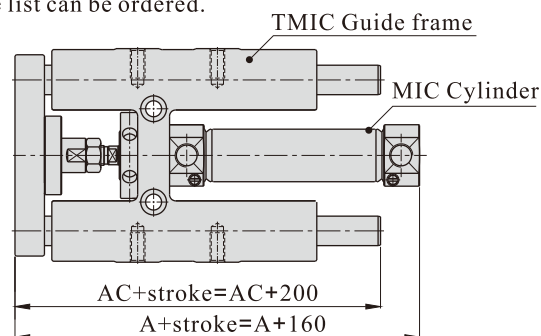 list can be ordered.
TMIC Guide frame
MIC Cylinder
AC+stroke=AC+200
A+stroke=A+160